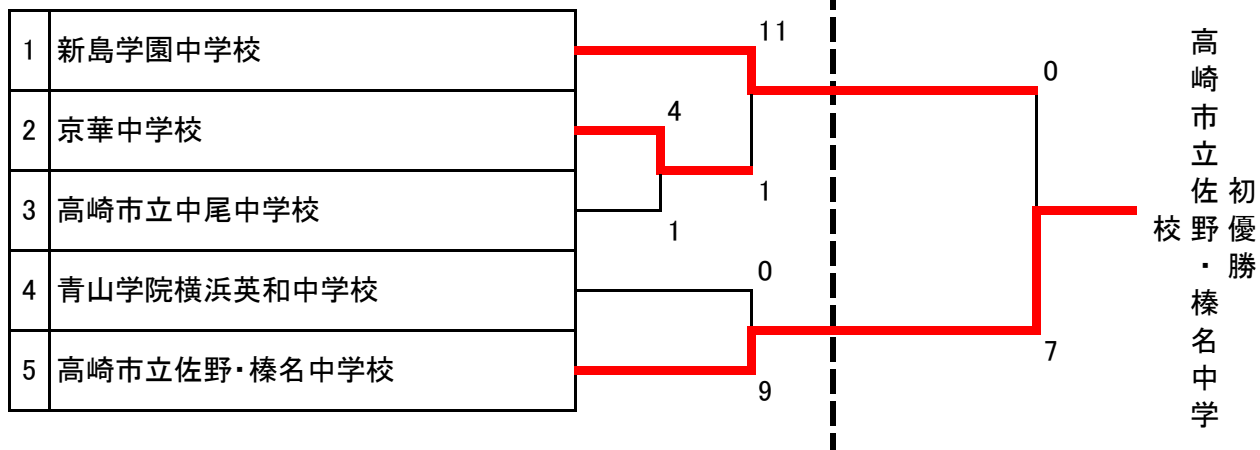 1 新島学園中学校
2 京華中学校
3 高崎市立中尾中学校
4 青山学院横浜英和中学校
5 高崎市立佐野・榛名中学校
11
4
1
1
0
9
0
7
初優勝
高崎市立佐野・榛名中学
校